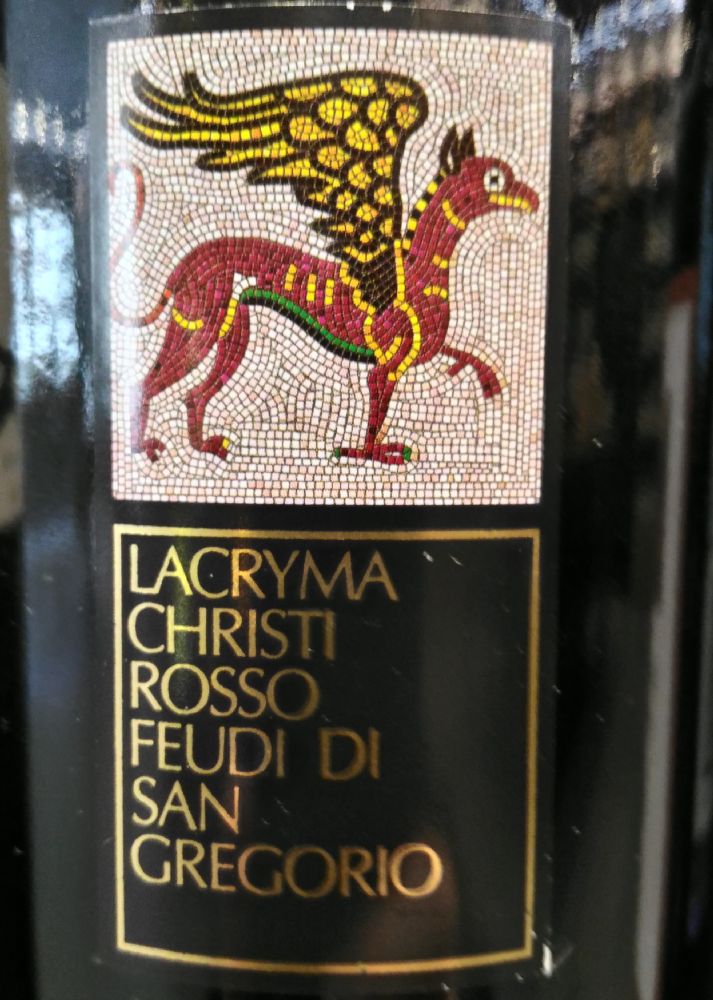 LACRYMA
CHRISTI
ROSSO
FEUDI DI
SAN
GREGORIO